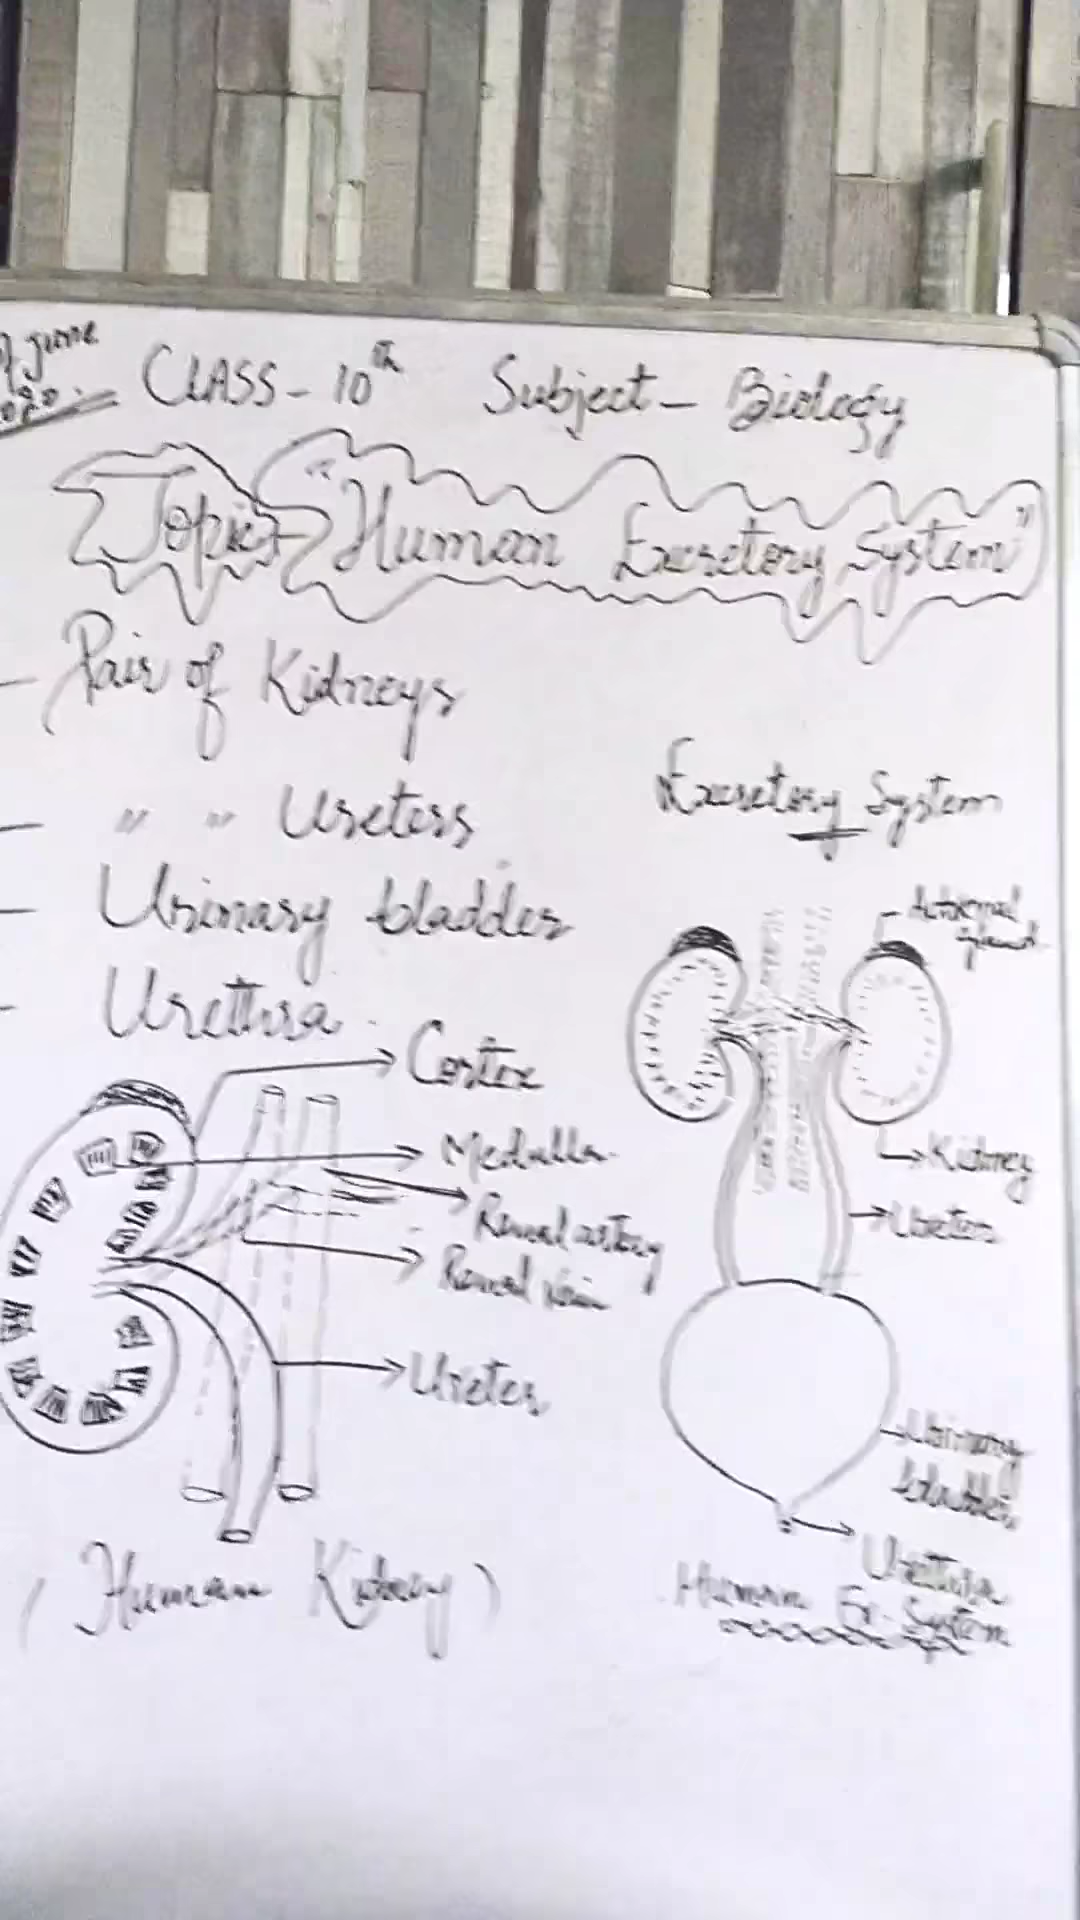 June
CLASS - 10th Subject - Biology
Topic - "Human Excretory System"
- Pair of Kidneys
- " " Ureters
- Urinary bladder
- Urethra
Cortex
Medulla
Renal artery
Renal Vein
Ureter
(Human Kidney)
Excretory System
Adrenal
gland
Kidney
Ureter
Urinary
bladder
Urethra
Human Ex. System